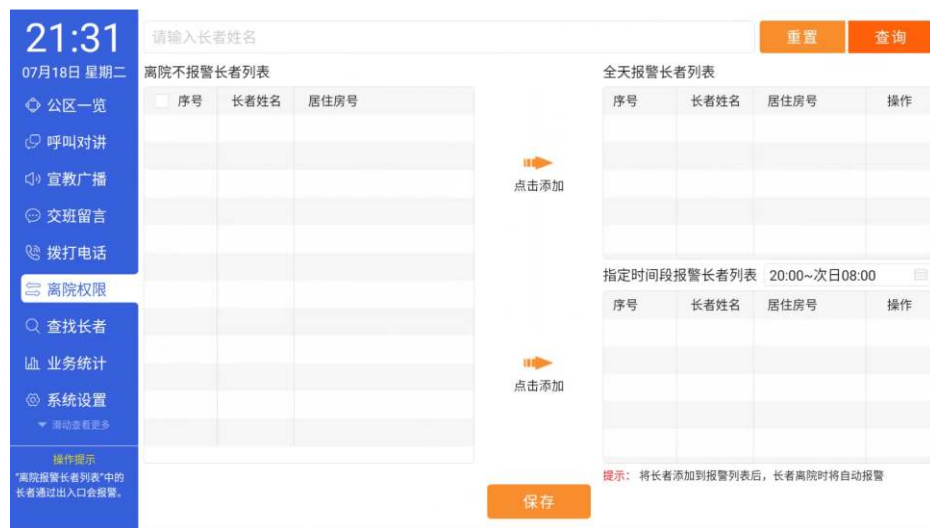 21:31
07月18日 星期二
公区一览
呼叫对讲
宣教广播
交班留言
拨打电话
离院权限
查找长者
业务统计
系统设置
滑动查看更多
操作提示
“离院报警长者列表”中的
长者通过出入口会报警。
请输入长者姓名
重置
查询
离院不报警长者列表
序号 长者姓名 居住房号
点击添加
点击添加
全天报警长者列表
序号 长者姓名 居住房号 操作
指定时间段报警长者列表 20:00~次日08:00
序号 长者姓名 居住房号 操作
提示： 将长者添加到报警列表后，长者离院时将自动报警
保存